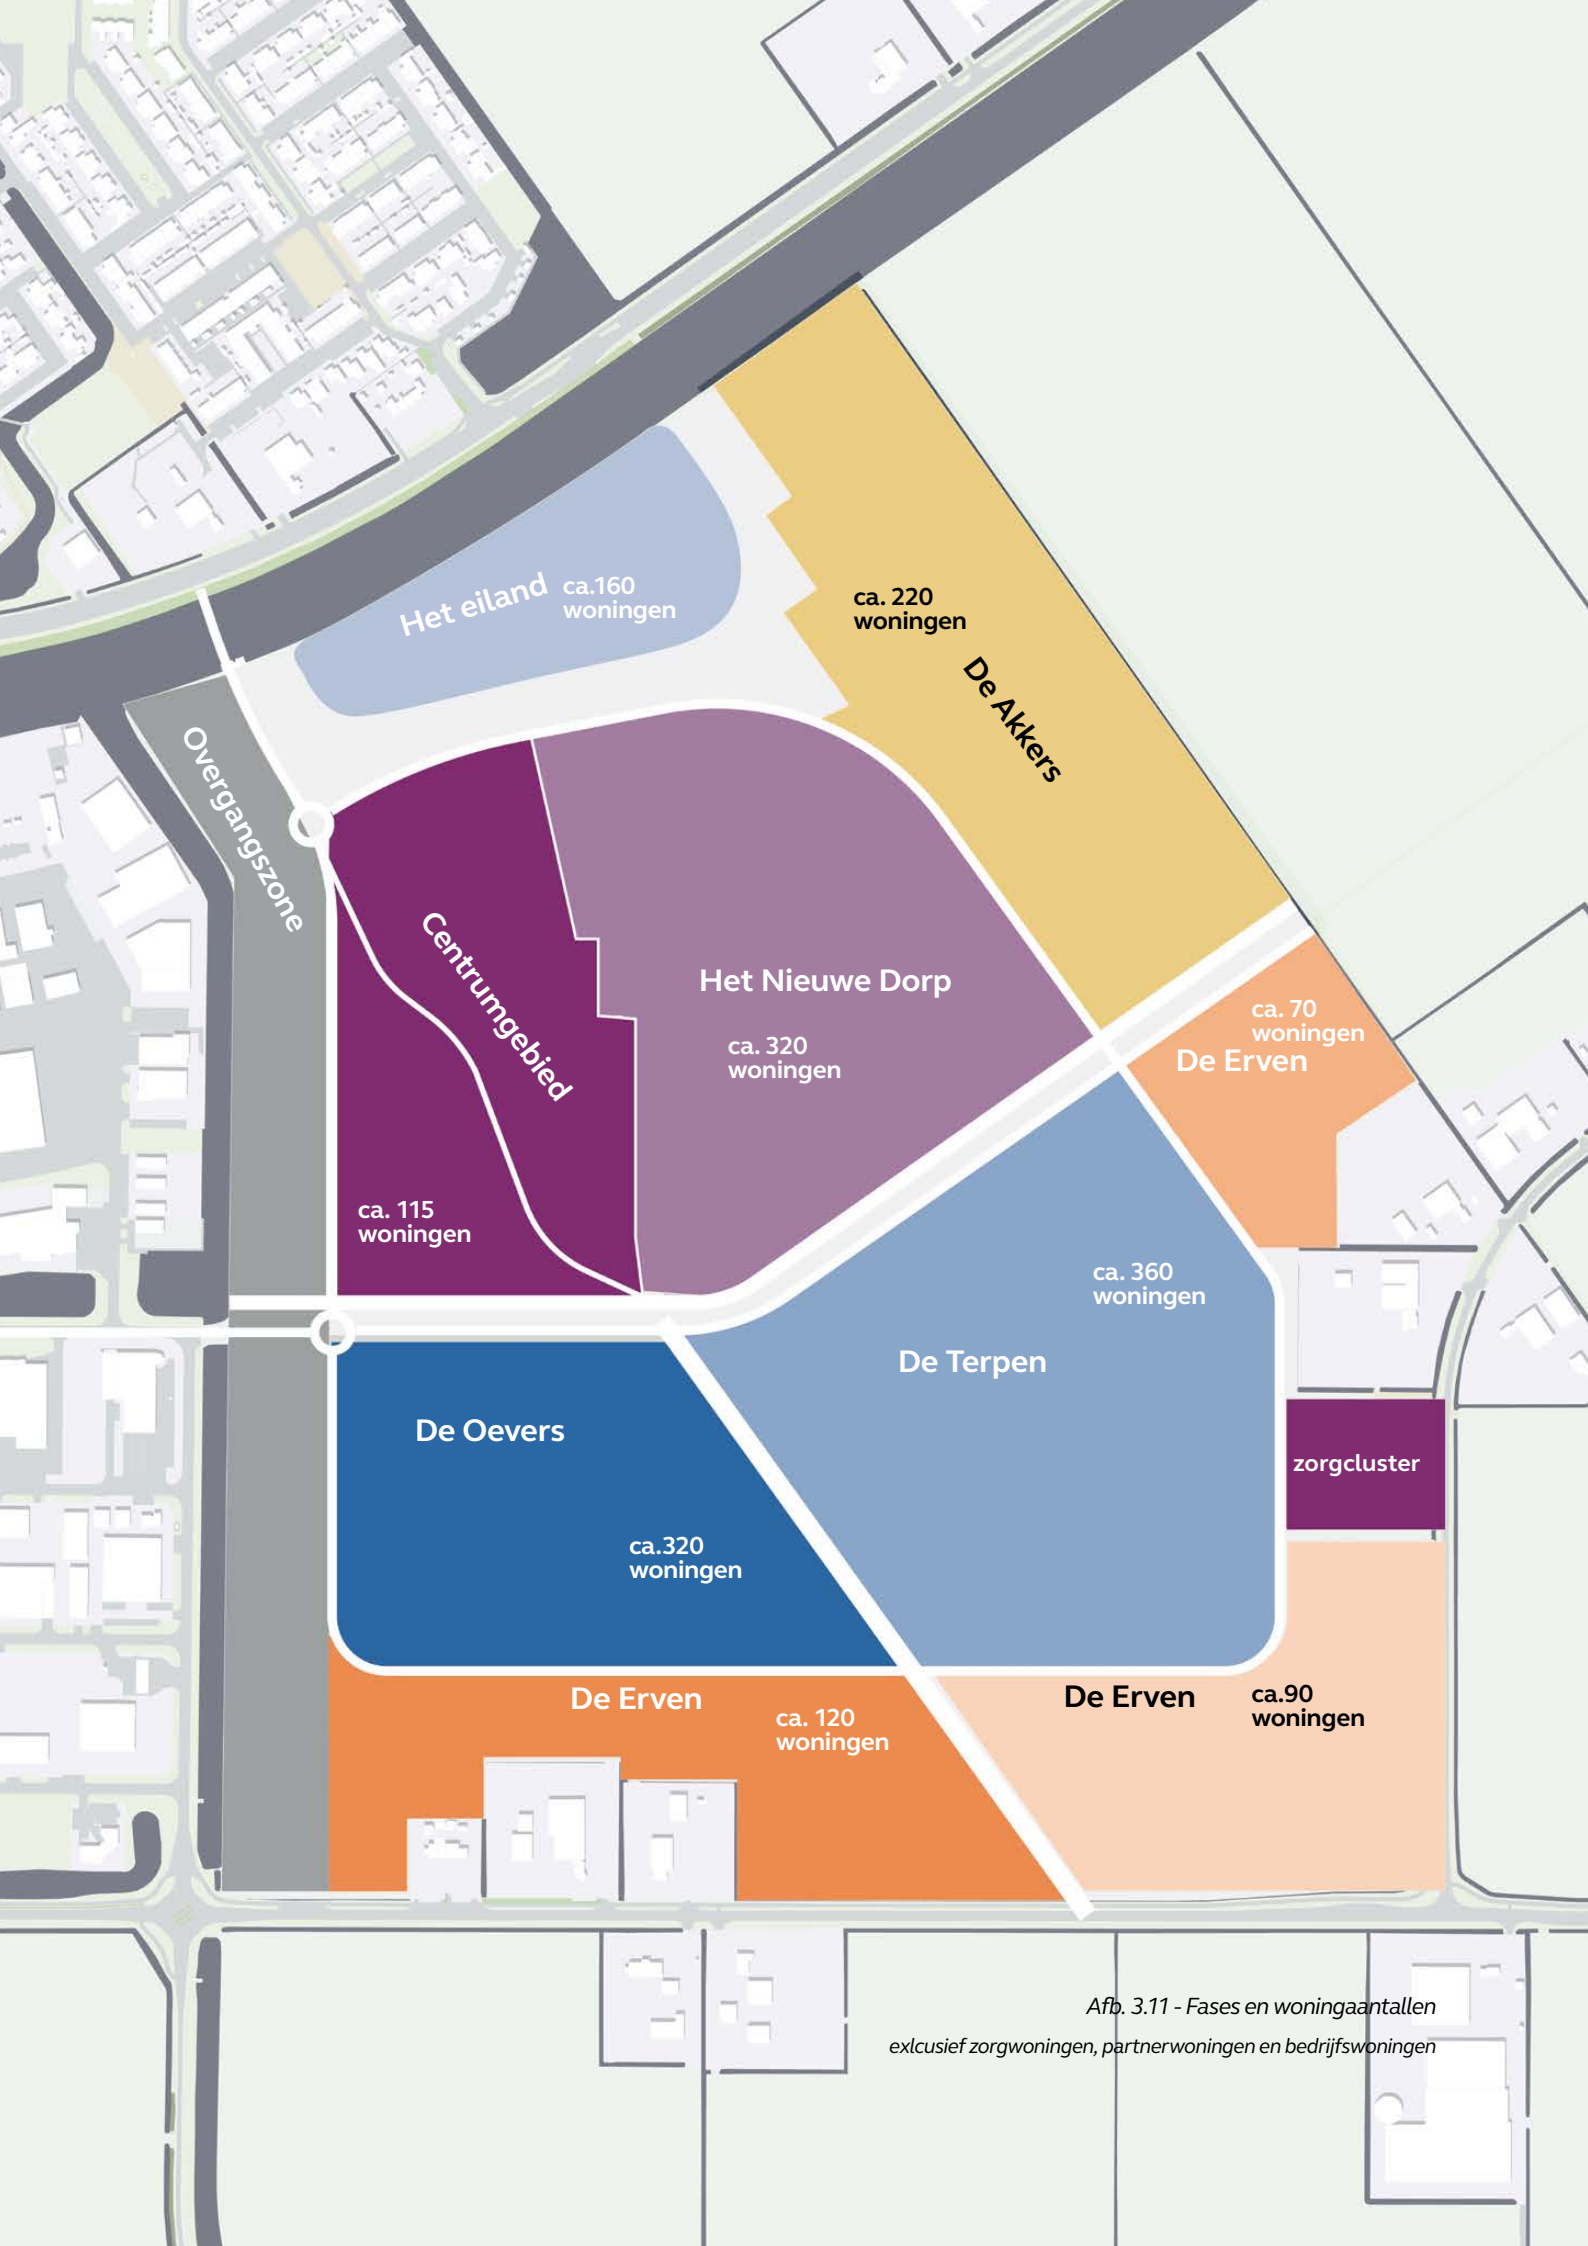 Het eiland
ca.160
woningen
ca. 220
woningen
De Akkers
Overgangszone
Centrumgebied
Het Nieuwe Dorp
ca. 320
woningen
ca. 70
woningen
De Erven
ca. 115
woningen
ca. 360
woningen
De Terpen
De Oevers
zorgcluster
ca.320
woningen
De Erven
ca. 120
woningen
De Erven
ca.90
woningen
Afb. 3.11 - Fases en woningaantallen
exlcusief zorgwoningen, partnerwoningen en bedrijfswoningen